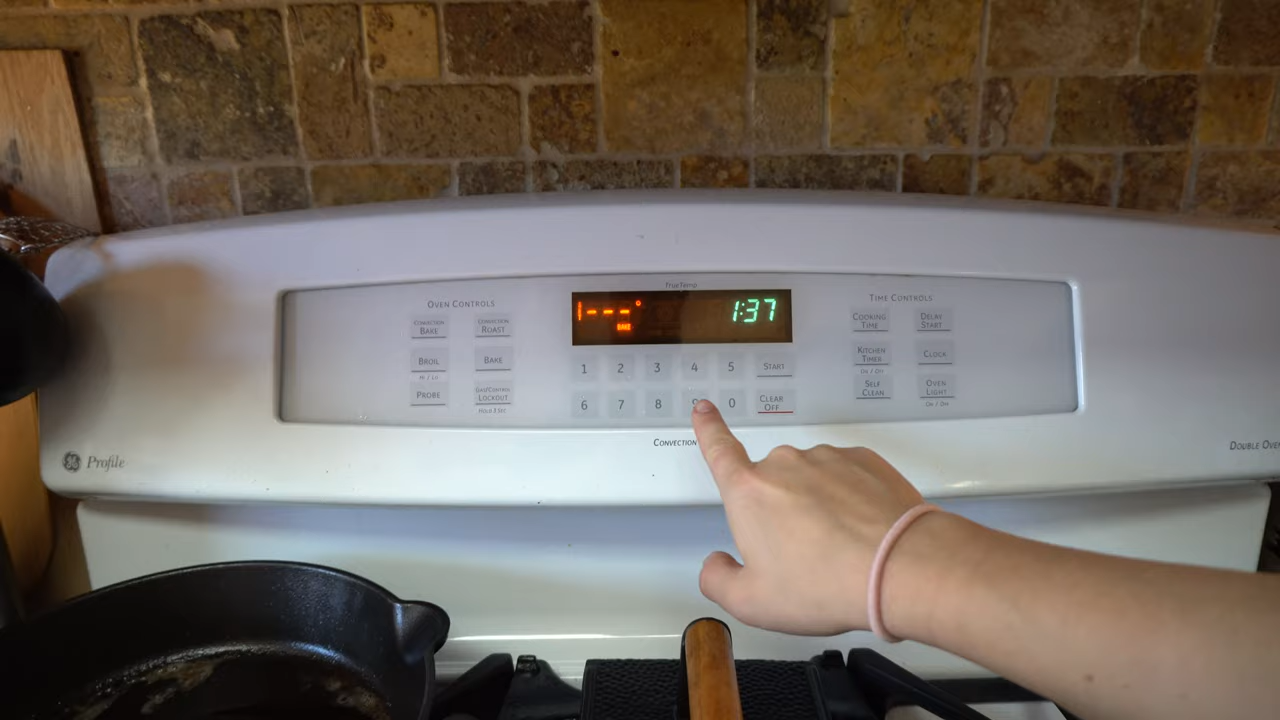 TrueTemp
OVEN CONTROLS
CONVECTION BAKE
CONVECTION ROAST
BROIL
HI / LO
BAKE
PROBE
LOCKOUT
HOLD 3 SEC
1---°
BAKE
1:37
1 2 3 4 5 START
6 7 8 9 0 CLEAR OFF
TIME CONTROLS
COOKING TIME
DELAY START
KITCHEN TIMER
ON / OFF
CLOCK
SELF CLEAN
OVEN LIGHT
ON / OFF
CONVECTION
GE Profile
DOUBLE OVEN